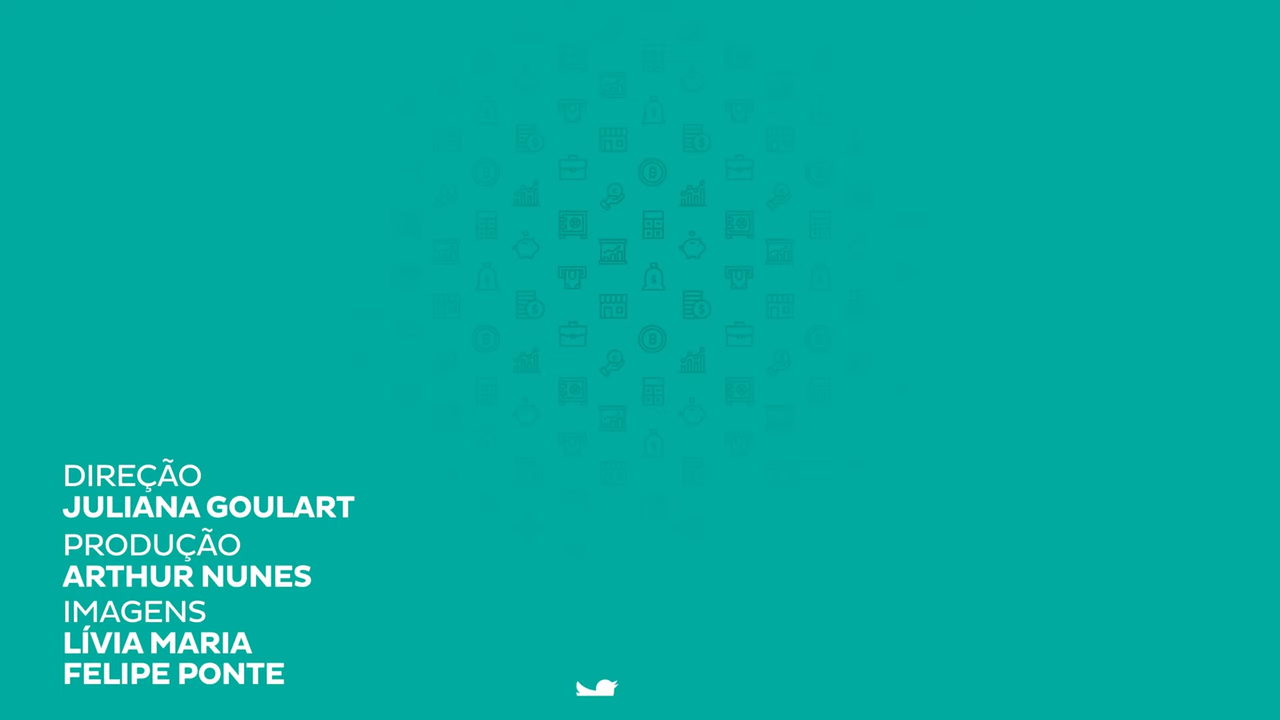 DIREÇÃO
JULIANA GOULART
PRODUÇÃO
ARTHUR NUNES
IMAGENS
LÍVIA MARIA
FELIPE PONTE